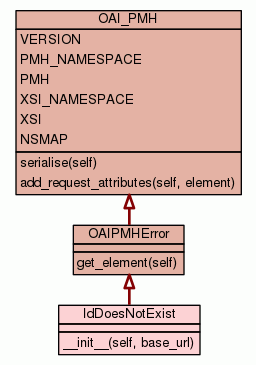 OAI_PMH
VERSION
PMH_NAMESPACE
PMH
XSI_NAMESPACE
XSI
NSMAP
serialise(self)
add_request_attributes(self, element)
OAIPMHError
get_element(self)
IdDoesNotExist
__init__(self, base_url)